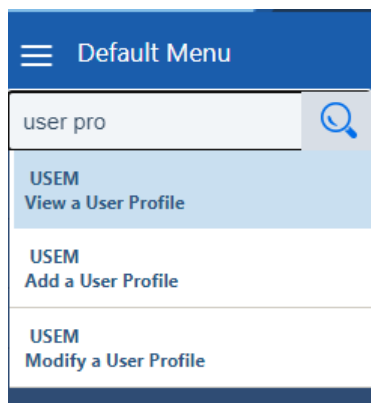 Default Menu
user pro
USEM
View a User Profile
USEM
Add a User Profile
USEM
Modify a User Profile